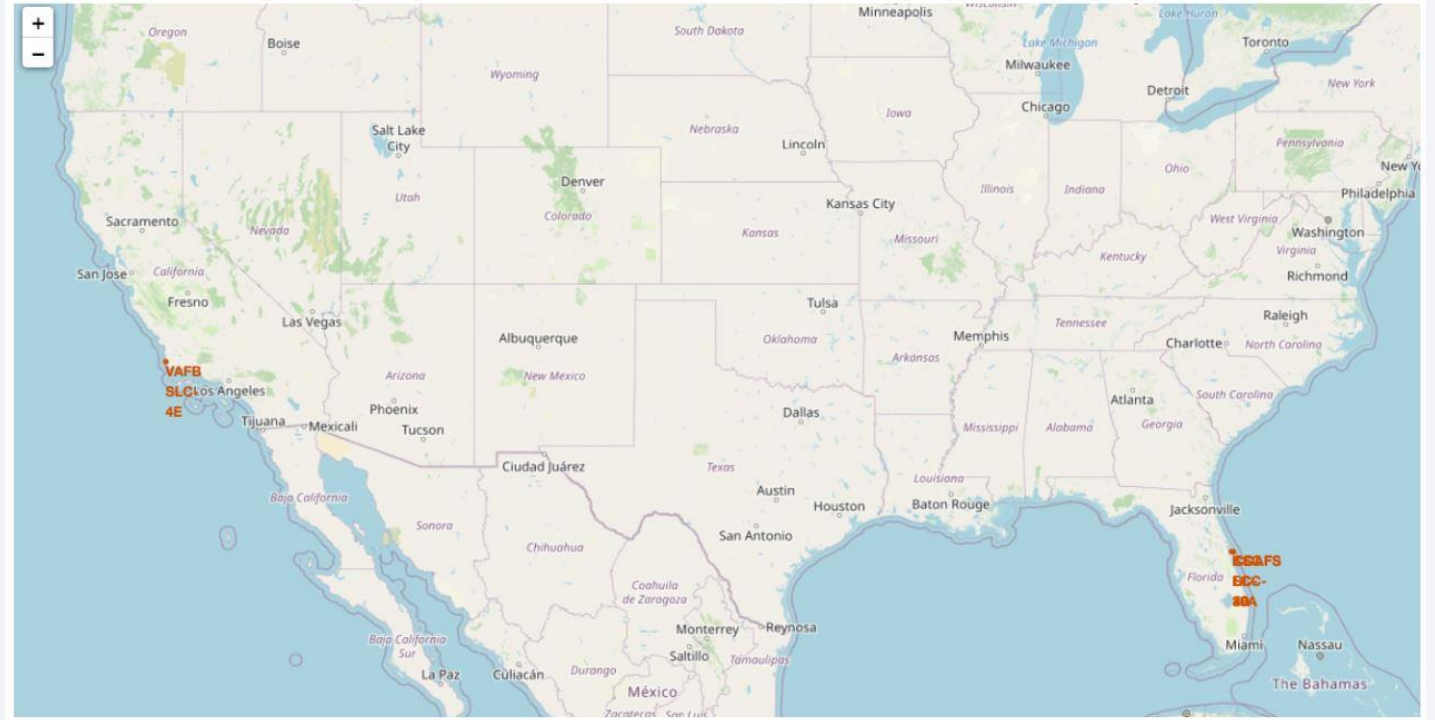 +
−
Oregon
Boise
Wyoming
South Dakota
Minneapolis
Wisconsin
Lake Huron
Lake Michigan
Toronto
Milwaukee
Detroit
New York
Chicago
Iowa
Salt Lake
City
Nebraska
Lincoln
Pennsylvania
New Y
Ohio
Denver
Utah
Illinois
Indiana
Philadelphia
Colorado
Kansas City
Sacramento
Nevada
Kansas
Missouri
West Virginia
Washington
Virginia
Kentucky
San Jose
California
Richmond
Fresno
Tulsa
Las Vegas
Raleigh
Tennessee
Albuquerque
Oklahoma
Memphis
Charlotte
North Carolina
Arkansas
VAFB
SLC-
4E
Los Angeles
Arizona
New Mexico
South Carolina
Atlanta
Phoenix
Dallas
Tijuana
Mexicali
Tucson
Mississippi
Alabama
Georgia
Ciudad Juárez
Texas
Louisiana
Baja California
Austin
Houston
Baton Rouge
Jacksonville
Sonora
San Antonio
Chihuahua
Florida
Coahuila
de Zaragoza
Monterrey
Reynosa
Baja California
Sur
Saltillo
Tamaulipas
Miami
Nassau
La Paz
Culiacán
Durango
The Bahamas
México
Zacatecas
San Luis